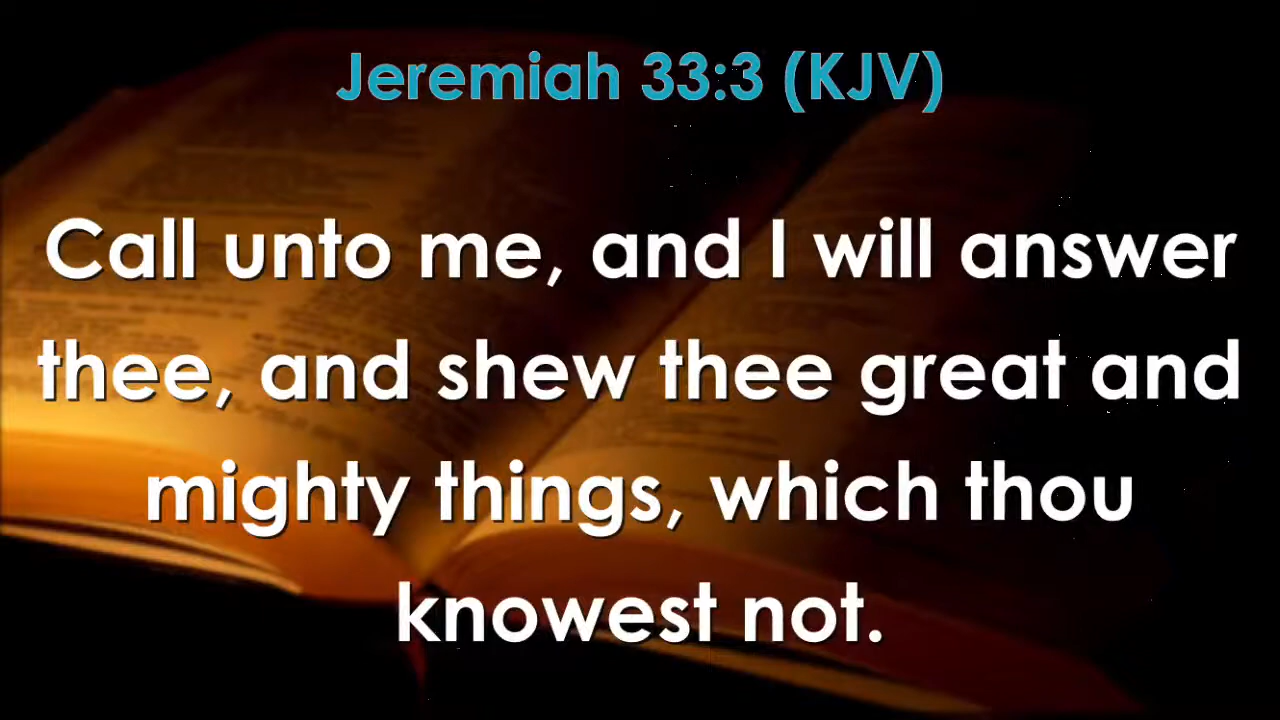 Jeremiah 33:3 (KJV)
Call unto me, and I will answer
thee, and shew thee great and
mighty things, which thou
knowest not.